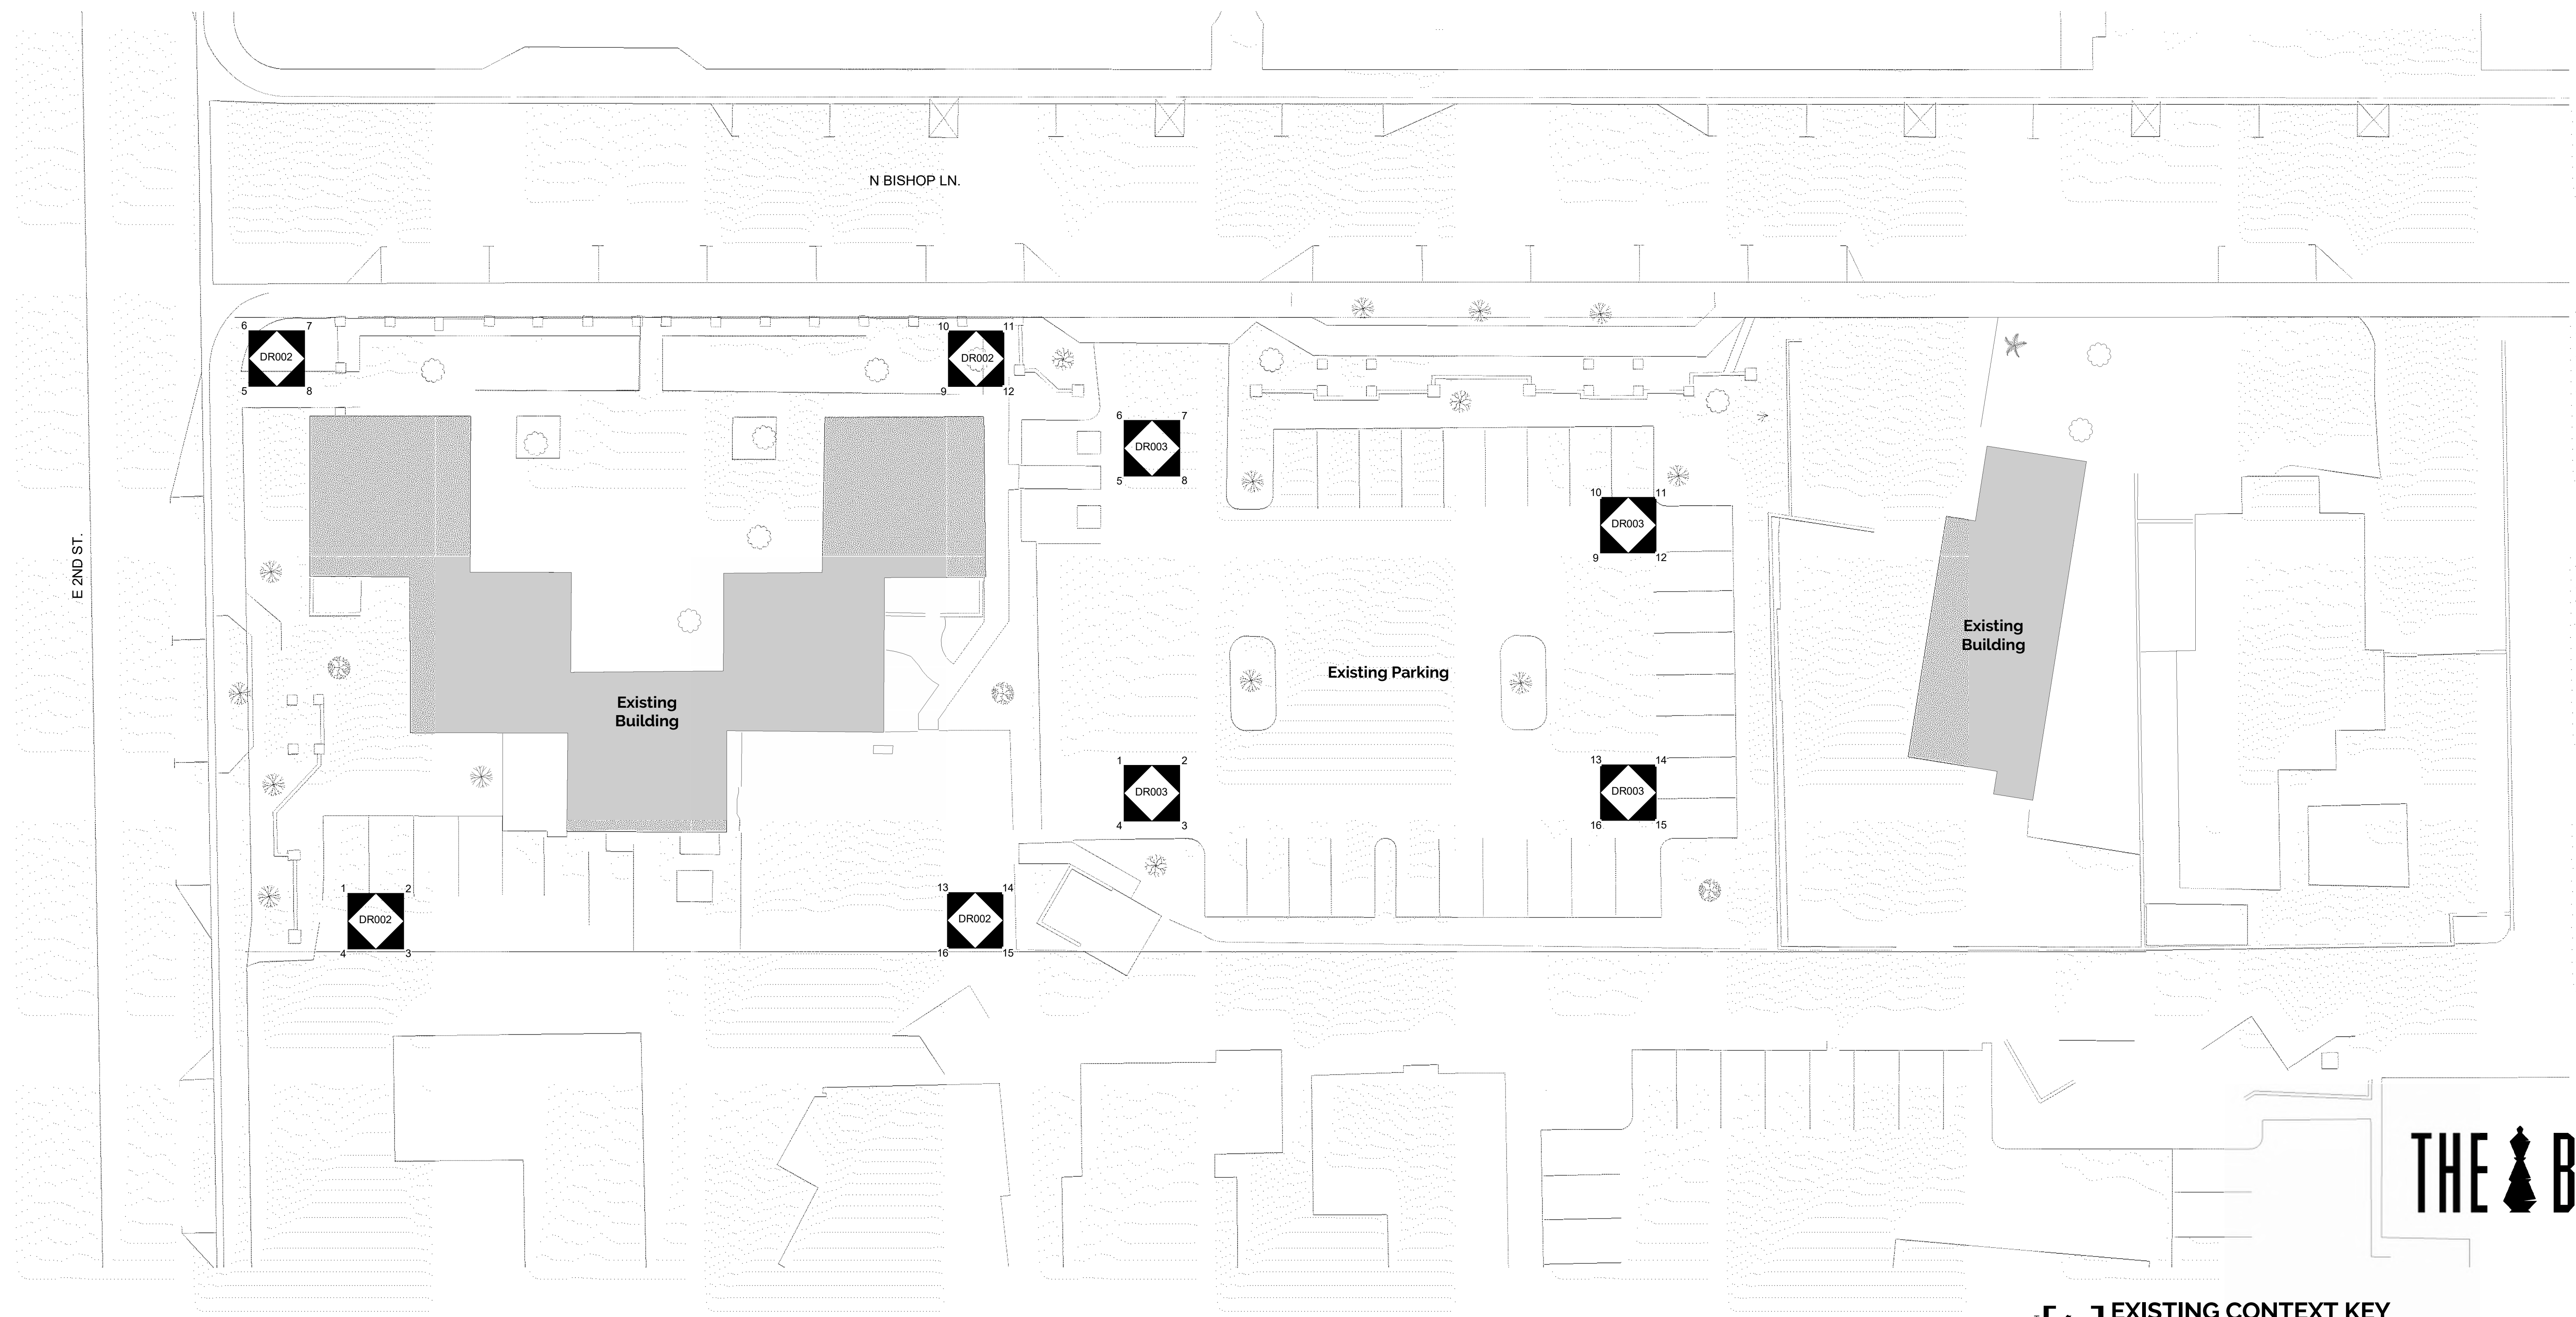 N BISHOP LN.
6 7
DR002
5 8
10 11
DR002
9 12
6 7
DR003
5 8
10 11
DR003
9 12
E 2ND ST.
Existing
Building
Existing Parking
Existing
Building
1 2
DR003
4 3
13 14
DR003
16 15
1 2
DR002
4 3
13 14
DR002
16 15
THE B
EXISTING CONTEXT KEY